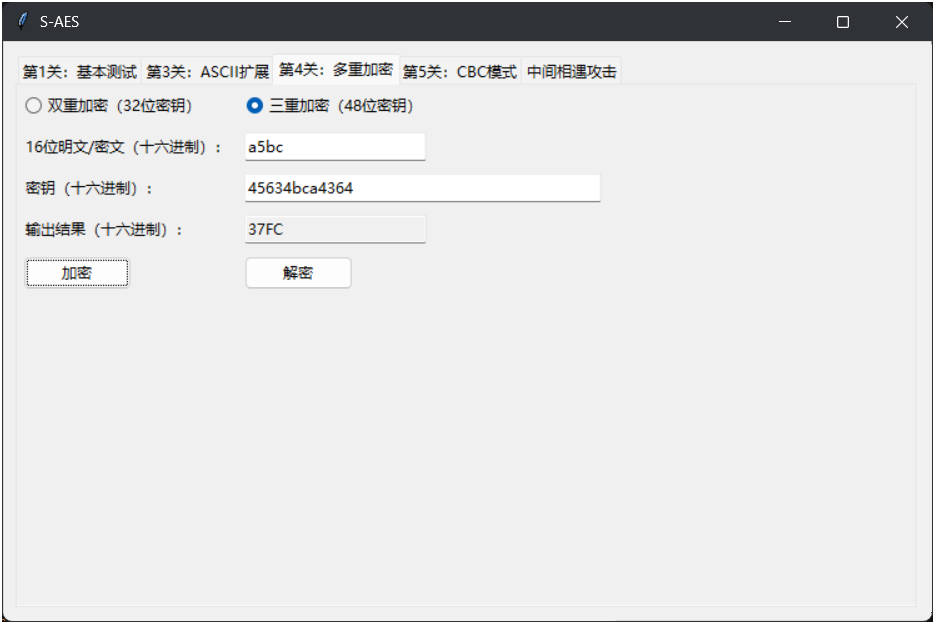 S-AES
第1关：基本测试 第3关：ASCII扩展 第4关：多重加密 第5关：CBC模式 中间相遇攻击
双重加密（32位密钥） 三重加密（48位密钥）
16位明文/密文（十六进制）： a5bc
密钥（十六进制）： 45634bca4364
输出结果（十六进制）： 37FC
加密 解密